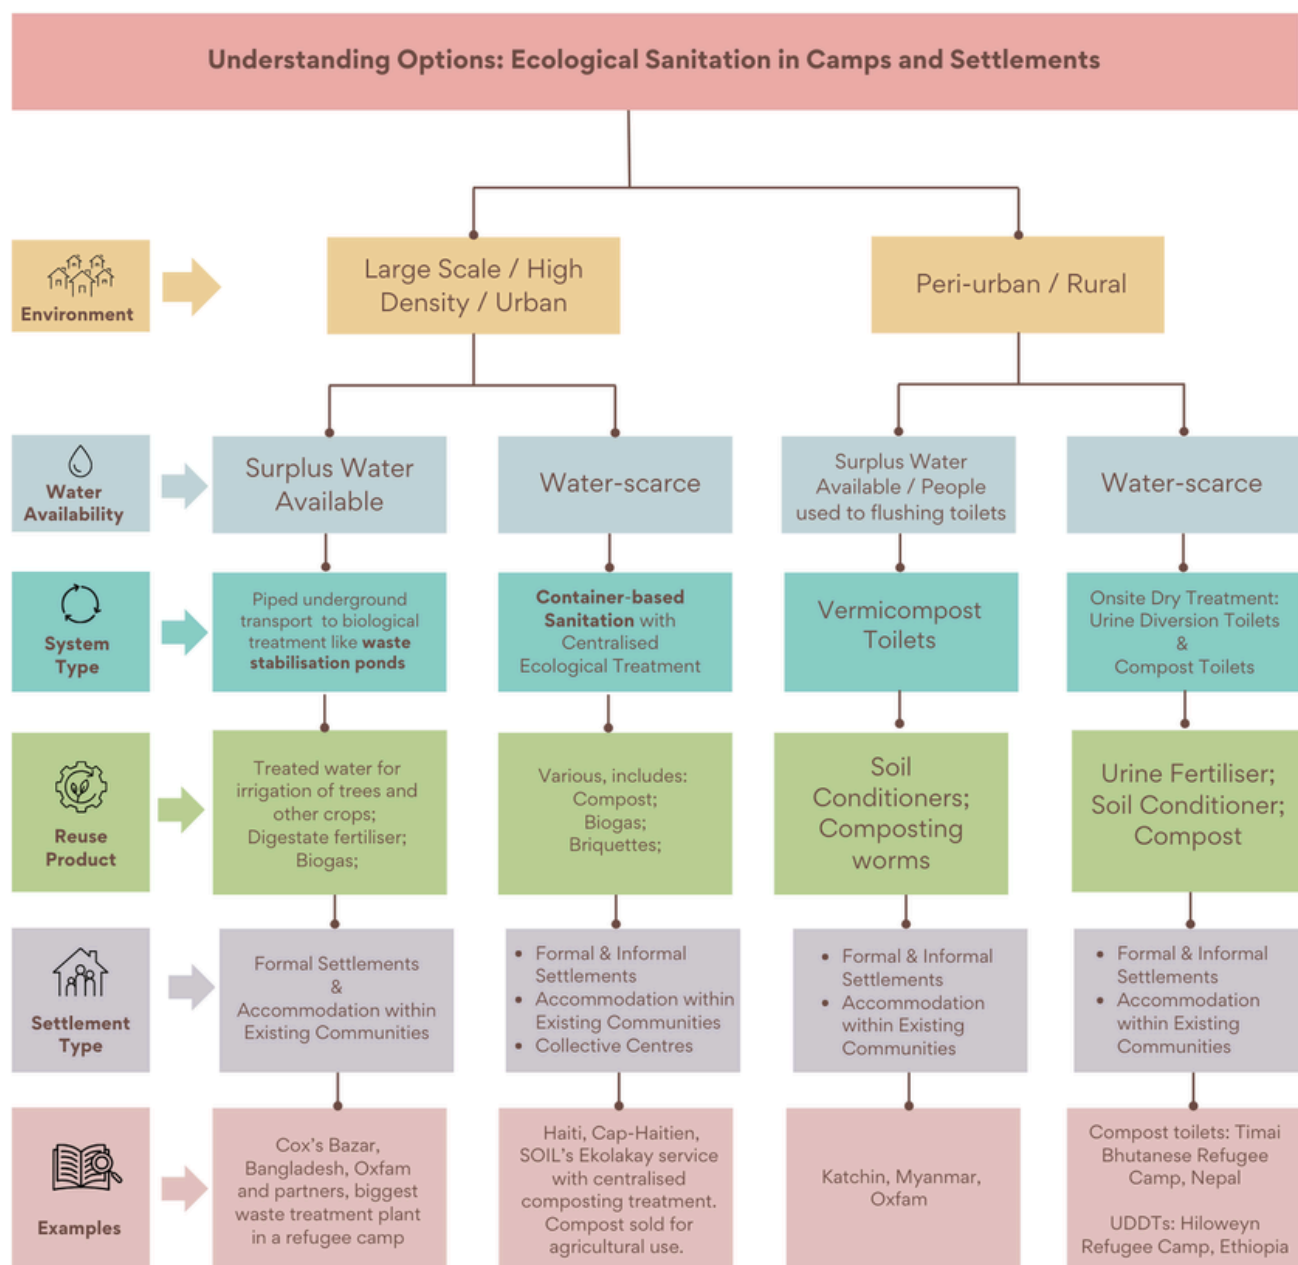 Understanding Options: Ecological Sanitation in Camps and Settlements
Environment
Large Scale / High
Density / Urban
Peri-urban / Rural
Water
Availability
Surplus Water
Available
Water-scarce
Surplus Water
Available / People
used to flushing toilets
Water-scarce
System
Type
Piped underground
transport to biological
treatment like waste
stabilisation ponds
Container-based
Sanitation with
Centralised
Ecological Treatment
Vermicompost
Toilets
Onsite Dry Treatment:
Urine Diversion Toilets
&
Compost Toilets
Reuse
Product
Treated water for
irrigation of trees and
other crops;
Digestate fertiliser;
Biogas;
Various, includes:
Compost;
Biogas;
Briquettes;
Soil
Conditioners;
Composting
worms
Urine Fertiliser;
Soil Conditioner;
Compost
Settlement
Type
Formal Settlements
&
Accommodation within
Existing Communities
• Formal & Informal
Settlements
• Accommodation within
Existing Communities
• Collective Centres
• Formal & Informal
Settlements
• Accommodation
within Existing
Communities
• Formal & Informal
Settlements
• Accommodation
within Existing
Communities
Examples
Cox's Bazar,
Bangladesh, Oxfam
and partners, biggest
waste treatment plant
in a refugee camp
Haiti, Cap-Haitien,
SOIL's Ekolakay service
with centralised
composting treatment.
Compost sold for
agricultural use.
Katchin, Myanmar,
Oxfam
Compost toilets: Timai
Bhutanese Refugee
Camp, Nepal
UDDTs: Hiloweyn
Refugee Camp, Ethiopia